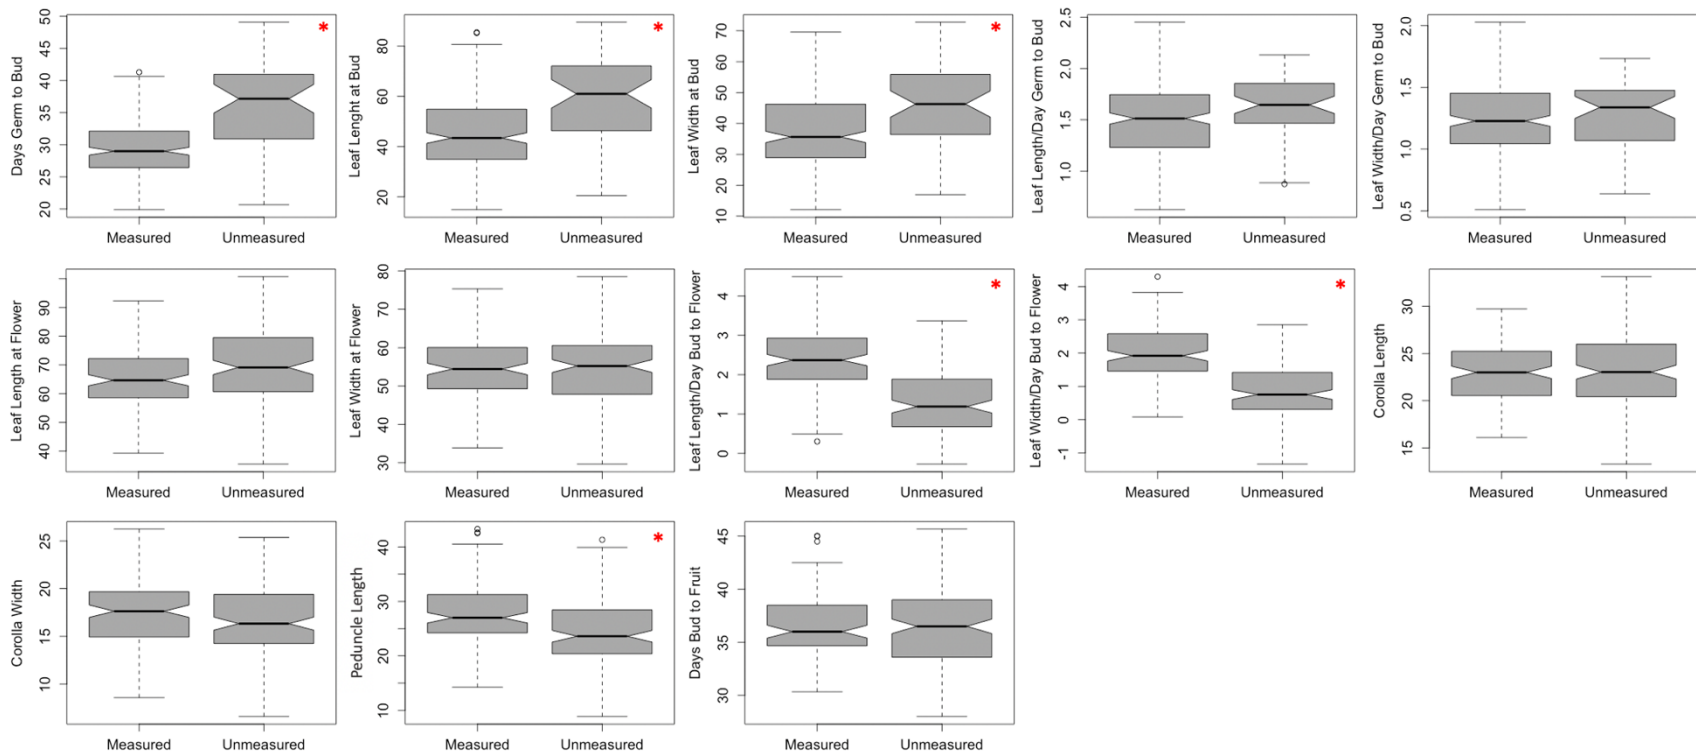 Days Germ to Bud
50
45
40
35
30
25
20
Measured
Unmeasured
*
Leaf Lenght at Bud
80
60
40
20
Measured
Unmeasured
*
Leaf Width at Bud
70
60
50
40
30
20
10
Measured
Unmeasured
*
Leaf Length/Day Germ to Bud
2.5
2.0
1.5
1.0
Measured
Unmeasured
Leaf Width/Day Germ to Bud
2.0
1.5
1.0
0.5
Measured
Unmeasured
Leaf Length at Flower
90
80
70
60
50
40
Measured
Unmeasured
Leaf Width at Flower
80
70
60
50
40
30
Measured
Unmeasured
Leaf Length/Day Bud to Flower
4
3
2
1
0
Measured
Unmeasured
*
Leaf Width/Day Bud to Flower
4
3
2
1
0
-1
Measured
Unmeasured
*
Corolla Length
30
25
20
15
Measured
Unmeasured
Corolla Width
25
20
15
10
Measured
Unmeasured
Peduncle Length
40
30
20
10
Measured
Unmeasured
*
Days Bud to Fruit
45
40
35
30
Measured
Unmeasured